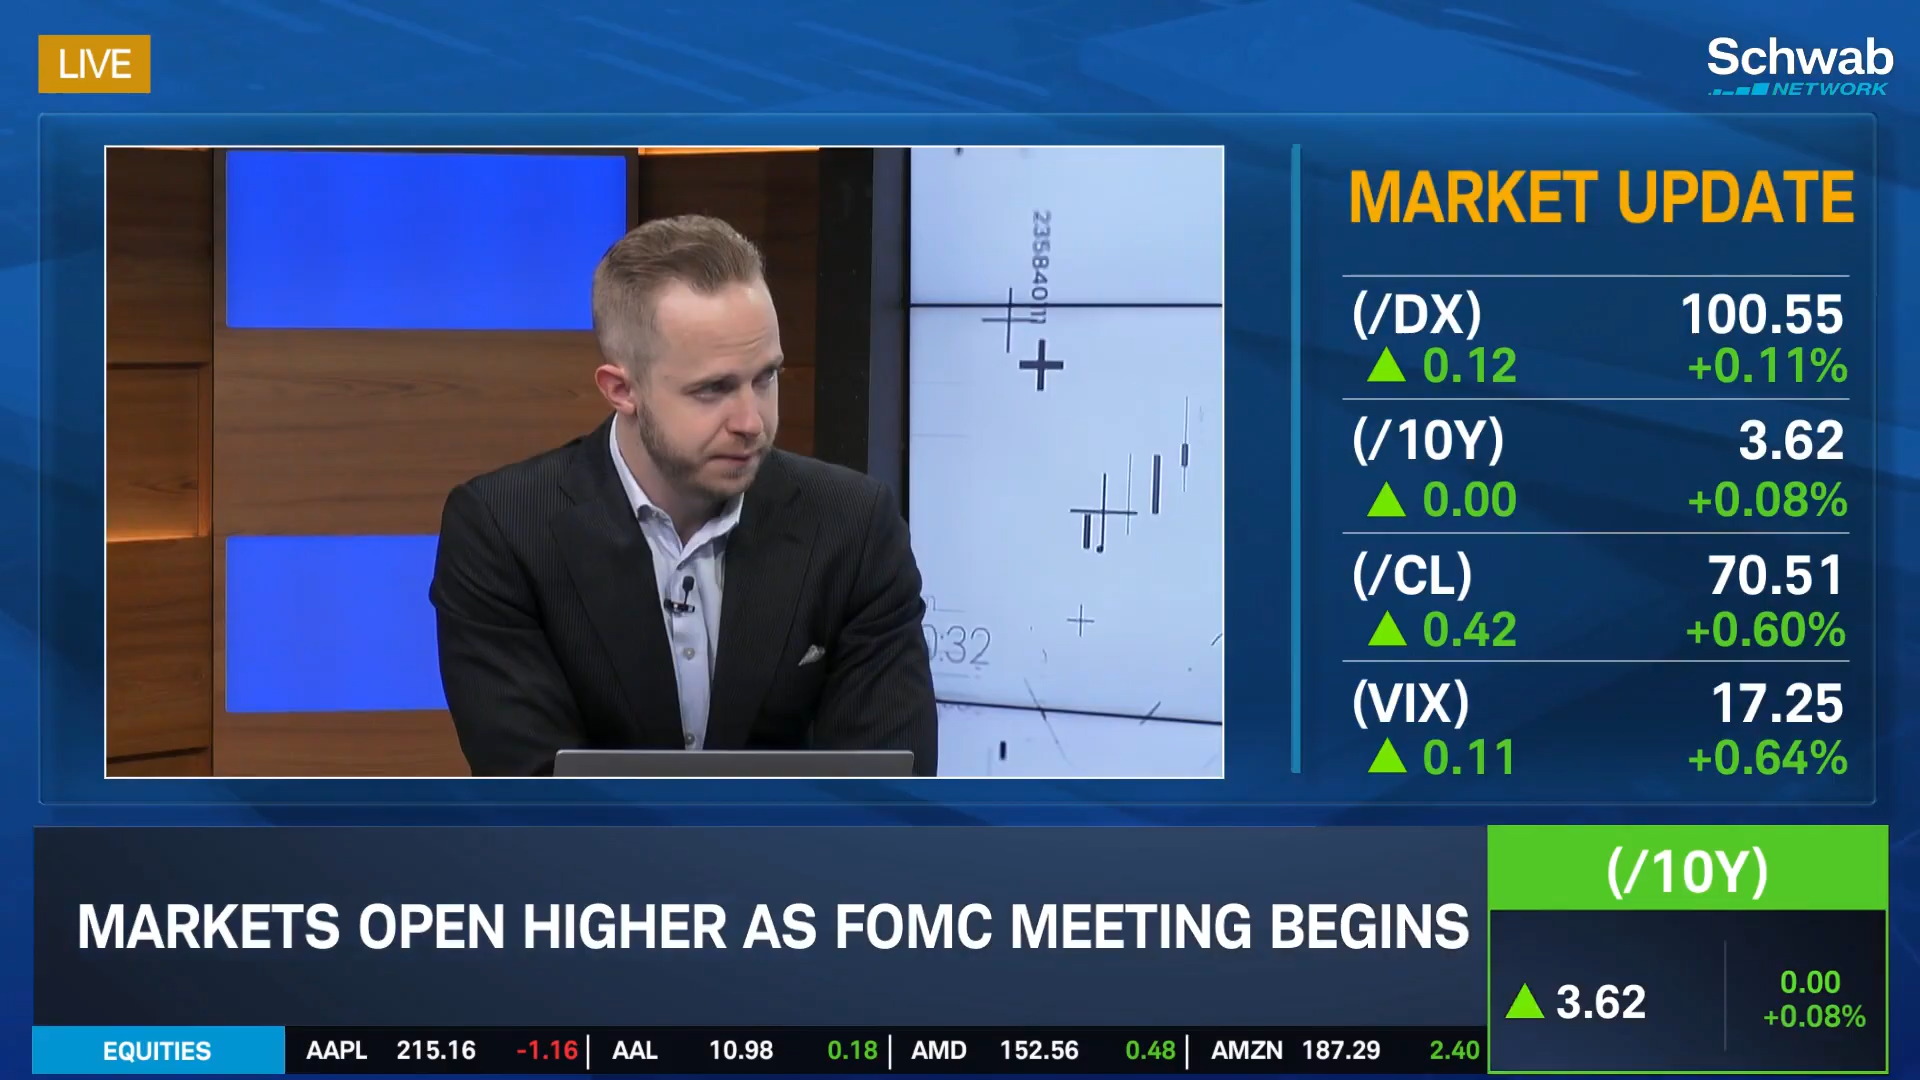 LIVE
Schwab
NETWORK
MARKET UPDATE
(/DX) 100.55
▲ 0.12 +0.11%
(/10Y) 3.62
▲ 0.00 +0.08%
(/CL) 70.51
▲ 0.42 +0.60%
(VIX) 17.25
▲ 0.11 +0.64%
:32
MARKETS OPEN HIGHER AS FOMC MEETING BEGINS
(/10Y)
▲ 3.62
0.00
+0.08%
EQUITIES
AAPL 215.16 -1.16 | AAL 10.98 0.18 | AMD 152.56 0.48 | AMZN 187.29 2.40